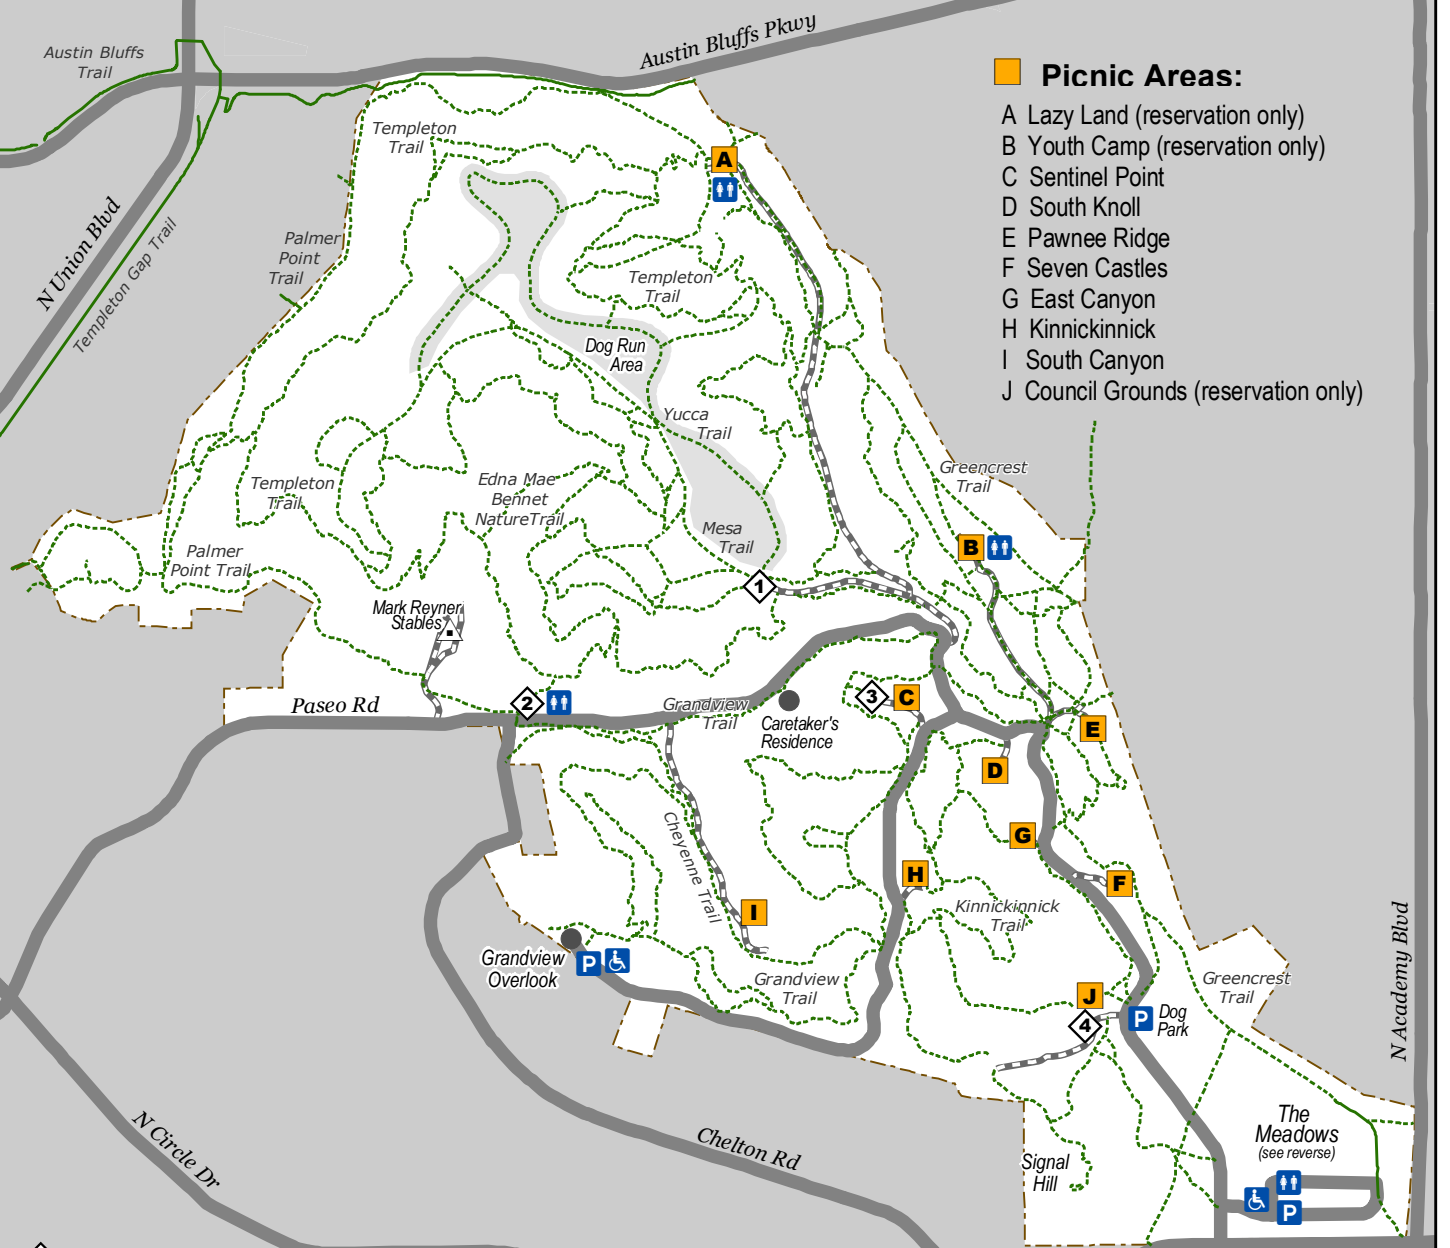 Austin Bluffs Pkwy
Austin Bluffs
Trail
Picnic Areas:
A Lazy Land (reservation only)
B Youth Camp (reservation only)
C Sentinel Point
D South Knoll
E Pawnee Ridge
F Seven Castles
G East Canyon
H Kinnickinnick
I South Canyon
J Council Grounds (reservation only)
Templeton
Trail
A
N Union Blvd
Templeton Gap Trail
Palmer
Point
Trail
Templeton
Trail
Dog Run
Area
Yucca
Trail
Greencrest
Trail
Templeton
Trail
Edna Mae
Bennet
NatureTrail
Mesa
Trail
B
Palmer
Point Trail
1
Mark Reyner
Stables
Paseo Rd
2
Grandview
Trail
Caretaker's
Residence
3
C
E
D
G
Cheyenne Trail
H
F
I
Kinnickinnick
Trail
Grandview
Overlook
P
Grandview
Trail
J
4
P
Dog
Park
Greencrest
Trail
N Academy Blvd
N Circle Dr
Chelton Rd
Signal
Hill
The
Meadows
(see reverse)
P